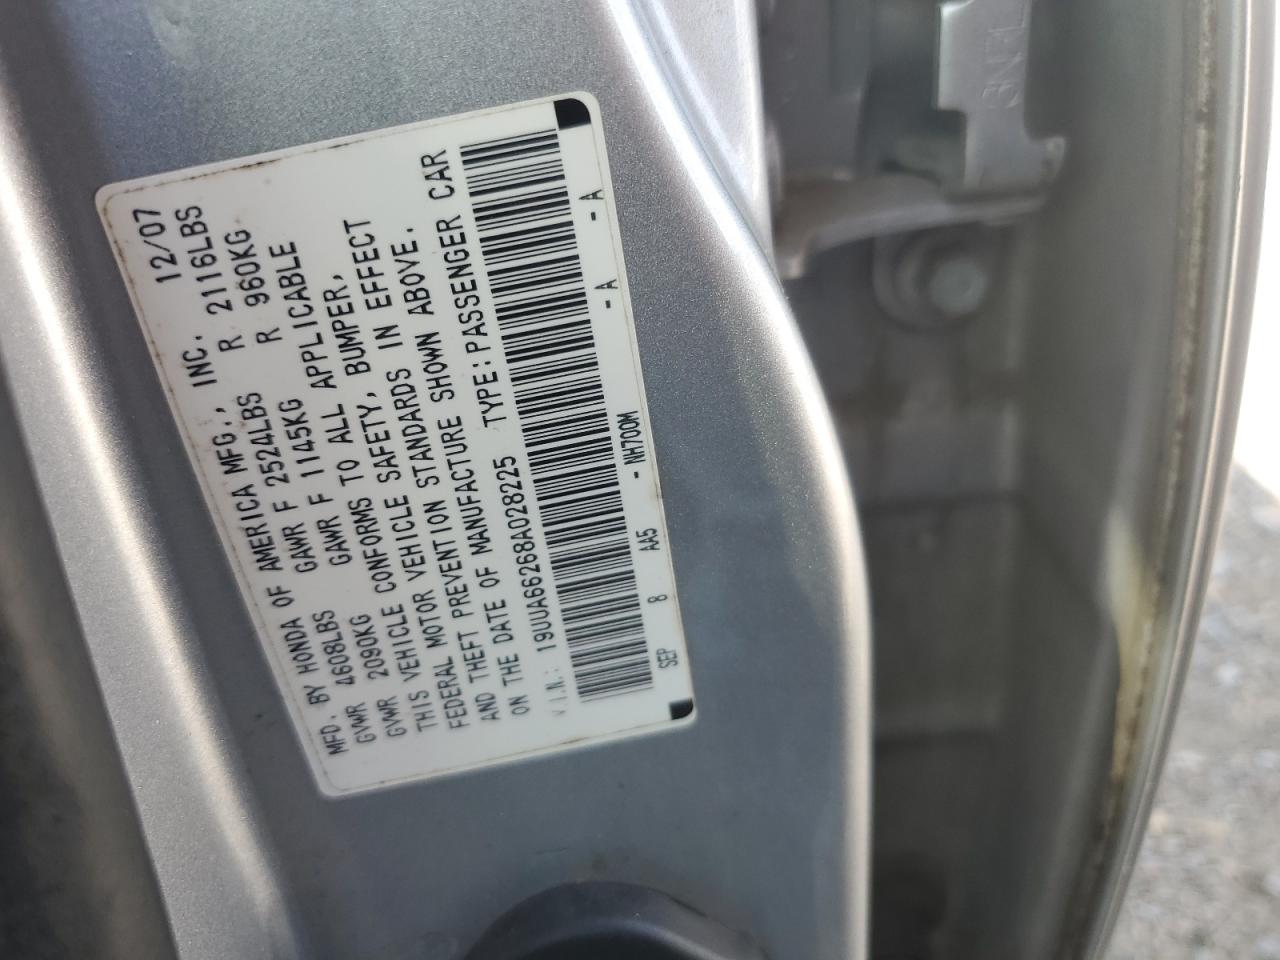 MFD. BY HONDA OF AMERICA MFG., INC. 12/07
GVWR 4608LBS GAWR F 2524LBS R 2116LBS
GVWR 2090KG GAWR F 1145KG R 960KG
THIS VEHICLE CONFORMS TO ALL APPLICABLE
FEDERAL MOTOR VEHICLE SAFETY, BUMPER,
AND THEFT PREVENTION STANDARDS IN EFFECT
ON THE DATE OF MANUFACTURE SHOWN ABOVE.
V.I.N.: 19UUA66268A028225 TYPE: PASSENGER CAR
SEP 8 AA5 - NH700M - A - A